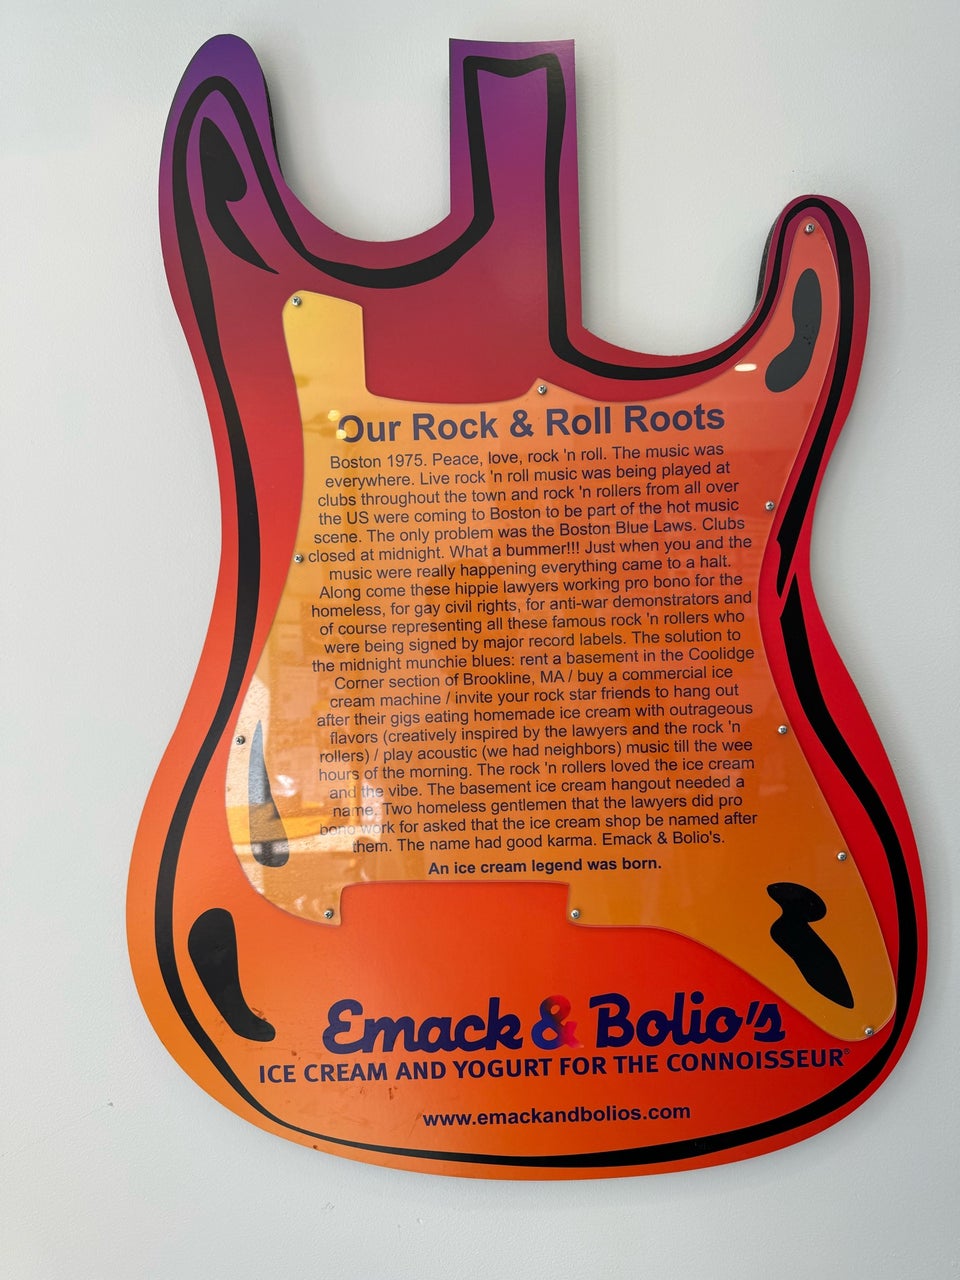 Our Rock & Roll Roots
Boston 1975. Peace, love, rock 'n roll. The music was
everywhere. Live rock 'n roll music was being played at
clubs throughout the town and rock 'n rollers from all over
the US were coming to Boston to be part of the hot music
scene. The only problem was the Boston Blue Laws. Clubs
closed at midnight. What a bummer!!! Just when you and the
music were really happening everything came to a halt.
Along come these hippie lawyers working pro bono for the
homeless, for gay civil rights, for anti-war demonstrators and
of course representing all these famous rock 'n rollers who
were being signed by major record labels. The solution to
the midnight munchie blues: rent a basement in the Coolidge
Corner section of Brookline, MA / buy a commercial ice
cream machine / invite your rock star friends to hang out
after their gigs eating homemade ice cream with outrageous
flavors (creatively inspired by the lawyers and the rock 'n
rollers) / play acoustic (we had neighbors) music till the wee
hours of the morning. The rock 'n rollers loved the ice cream
and the vibe. The basement ice cream hangout needed a
name. Two homeless gentlemen that the lawyers did pro
bono work for asked that the ice cream shop be named after
them. The name had good karma. Emack & Bolio's.
An ice cream legend was born.
Emack & Bolio's
ICE CREAM AND YOGURT FOR THE CONNOISSEUR®
www.emackandbolios.com